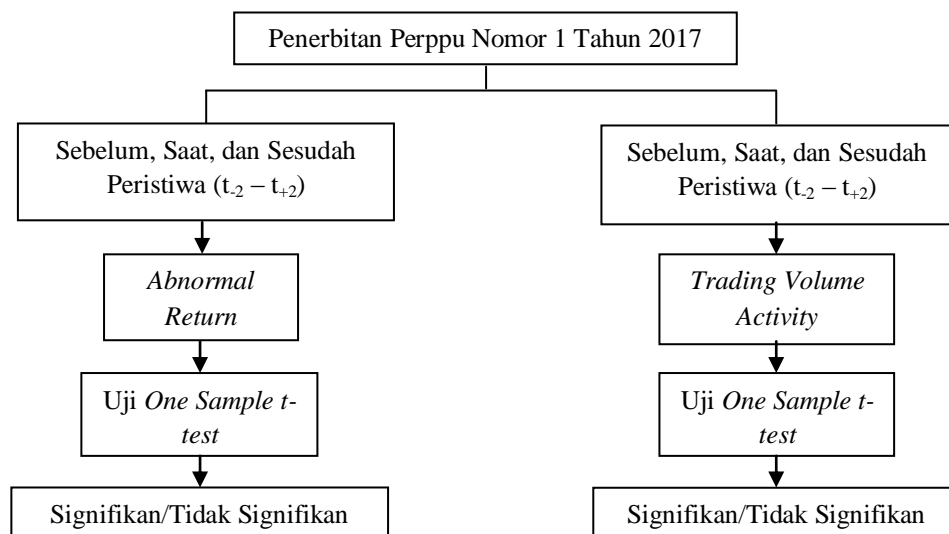 Penerbitan Perppu Nomor 1 Tahun 2017
Sebelum, Saat, dan Sesudah
Peristiwa (t-2 – t+2)
Abnormal
Return
Uji One Sample t-
test
Signifikan/Tidak Signifikan
Sebelum, Saat, dan Sesudah
Peristiwa (t-2 – t+2)
Trading Volume
Activity
Uji One Sample t-
test
Signifikan/Tidak Signifikan